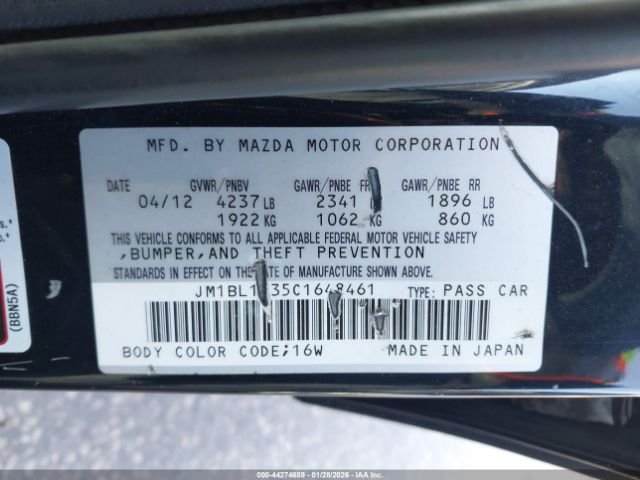 MFD. BY MAZDA MOTOR CORPORATION
DATE GVWR/PNBV GAWR/PNBE FR GAWR/PNBE RR
04/12 4237 LB 2341 1896 LB
1922 KG 1062 KG 860 KG
THIS VEHICLE CONFORMS TO ALL APPLICABLE FEDERAL MOTOR VEHICLE SAFETY
,BUMPER,AND THEFT PREVENTION
STANDARDS IN EFFECT ON THE DATE OF MANUFACTURE SHOWN ABOVE.
TYPE: PASS CAR
BODY COLOR CODE;16W MADE IN JAPAN
(BBN5A)
000-44274689 | 01/28/2026 - IAA, Inc.